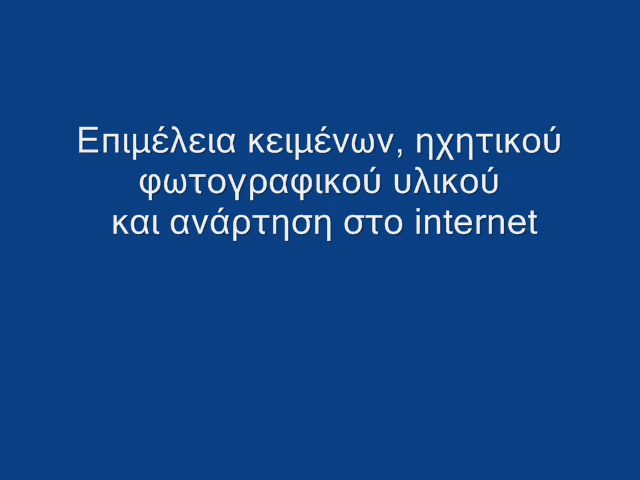 Επιμέλεια κειμένων, ηχητικού
φωτογραφικού υλικού
και ανάρτηση στο internet